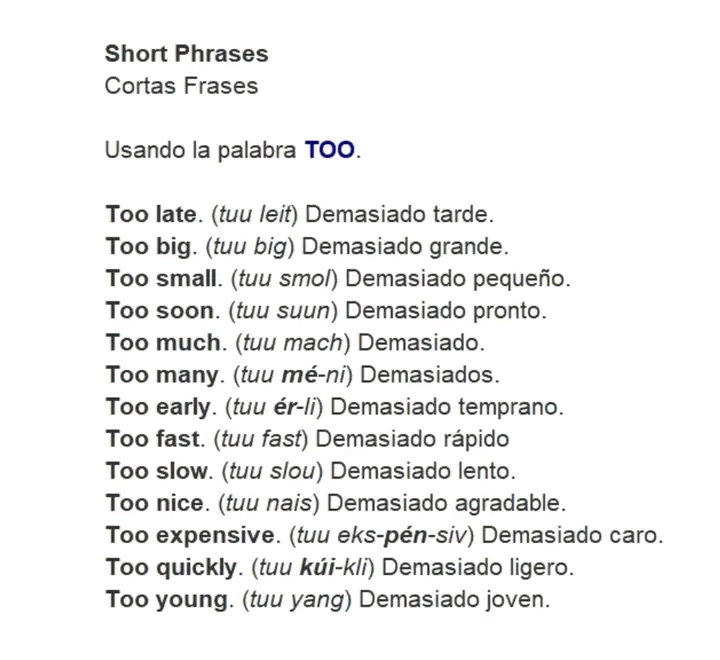 Short Phrases
Cortas Frases
Usando la palabra TOO.
Too late. (tuu leit) Demasiado tarde.
Too big. (tuu big) Demasiado grande.
Too small. (tuu smol) Demasiado pequeño.
Too soon. (tuu suun) Demasiado pronto.
Too much. (tuu mach) Demasiado.
Too many. (tuu mé-ni) Demasiados.
Too early. (tuu ér-li) Demasiado temprano.
Too fast. (tuu fast) Demasiado rápido
Too slow. (tuu slou) Demasiado lento.
Too nice. (tuu nais) Demasiado agradable.
Too expensive. (tuu eks-pén-siv) Demasiado caro.
Too quickly. (tuu kúi-kli) Demasiado ligero.
Too young. (tuu yang) Demasiado joven.